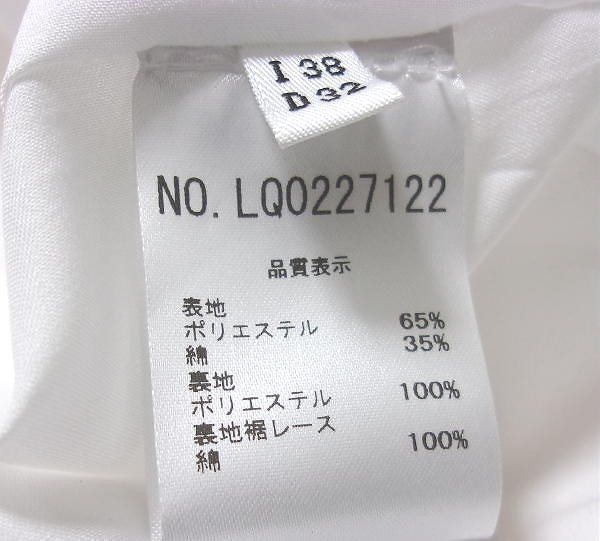 I 38
D 32
NO. LQ0227122
品質表示
表地
ポリエステル 65%
綿 35%
裏地
ポリエステル 100%
裏地裾レース
綿 100%